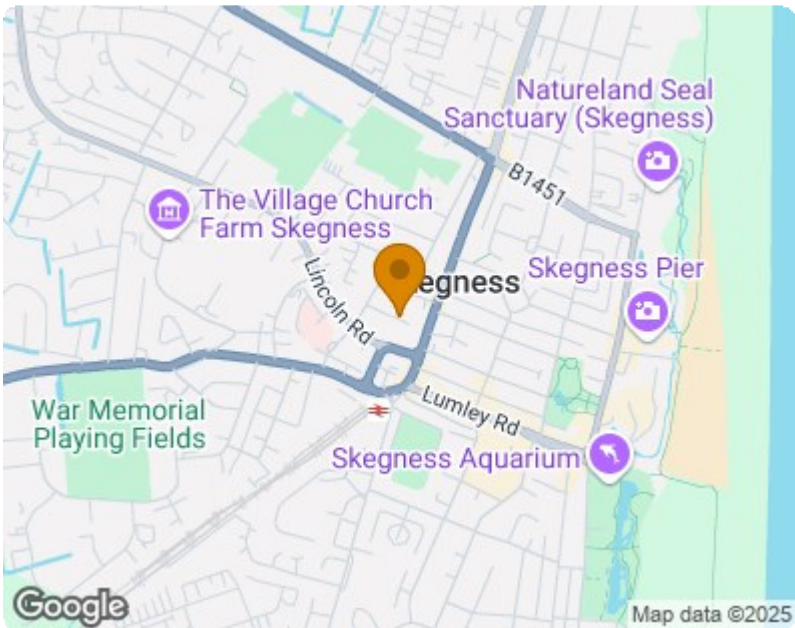 Natureland Seal
Sanctuary (Skegness)
B1451
The Village Church
Farm Skegness
Skegness Pier
egness
Lincoln Rd
War Memorial
Playing Fields
Lumley Rd
Skegness Aquarium
Google
Map data ©2025